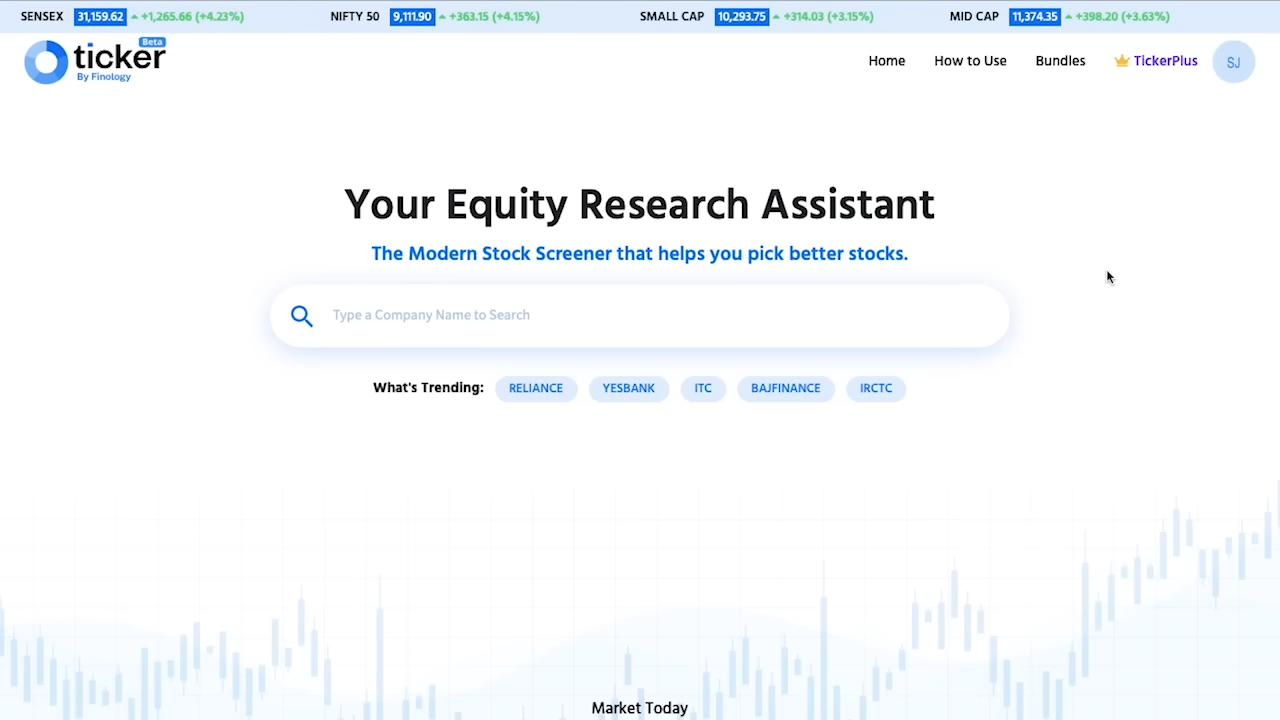 SENSEX 31,159.62 +1,265.66 (+4.23%) NIFTY 50 9,111.90 +363.15 (+4.15%) SMALL CAP 10,293.75 +314.03 (+3.15%) MID CAP 11,374.35 +398.20 (+3.63%)
ticker Beta
By Finology
Home How to Use Bundles TickerPlus SJ
Your Equity Research Assistant
The Modern Stock Screener that helps you pick better stocks.
Type a Company Name to Search
What's Trending: RELIANCE YESBANK ITC BAJFINANCE IRCTC
Market Today